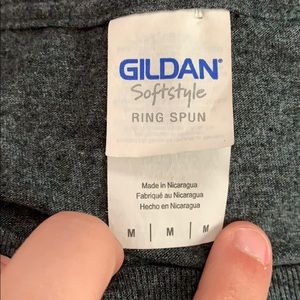 GILDAN®
Softstyle
RING SPUN
Made in Nicaragua
Fabriqué au Nicaragua
Hecho en Nicaragua
M | M | M